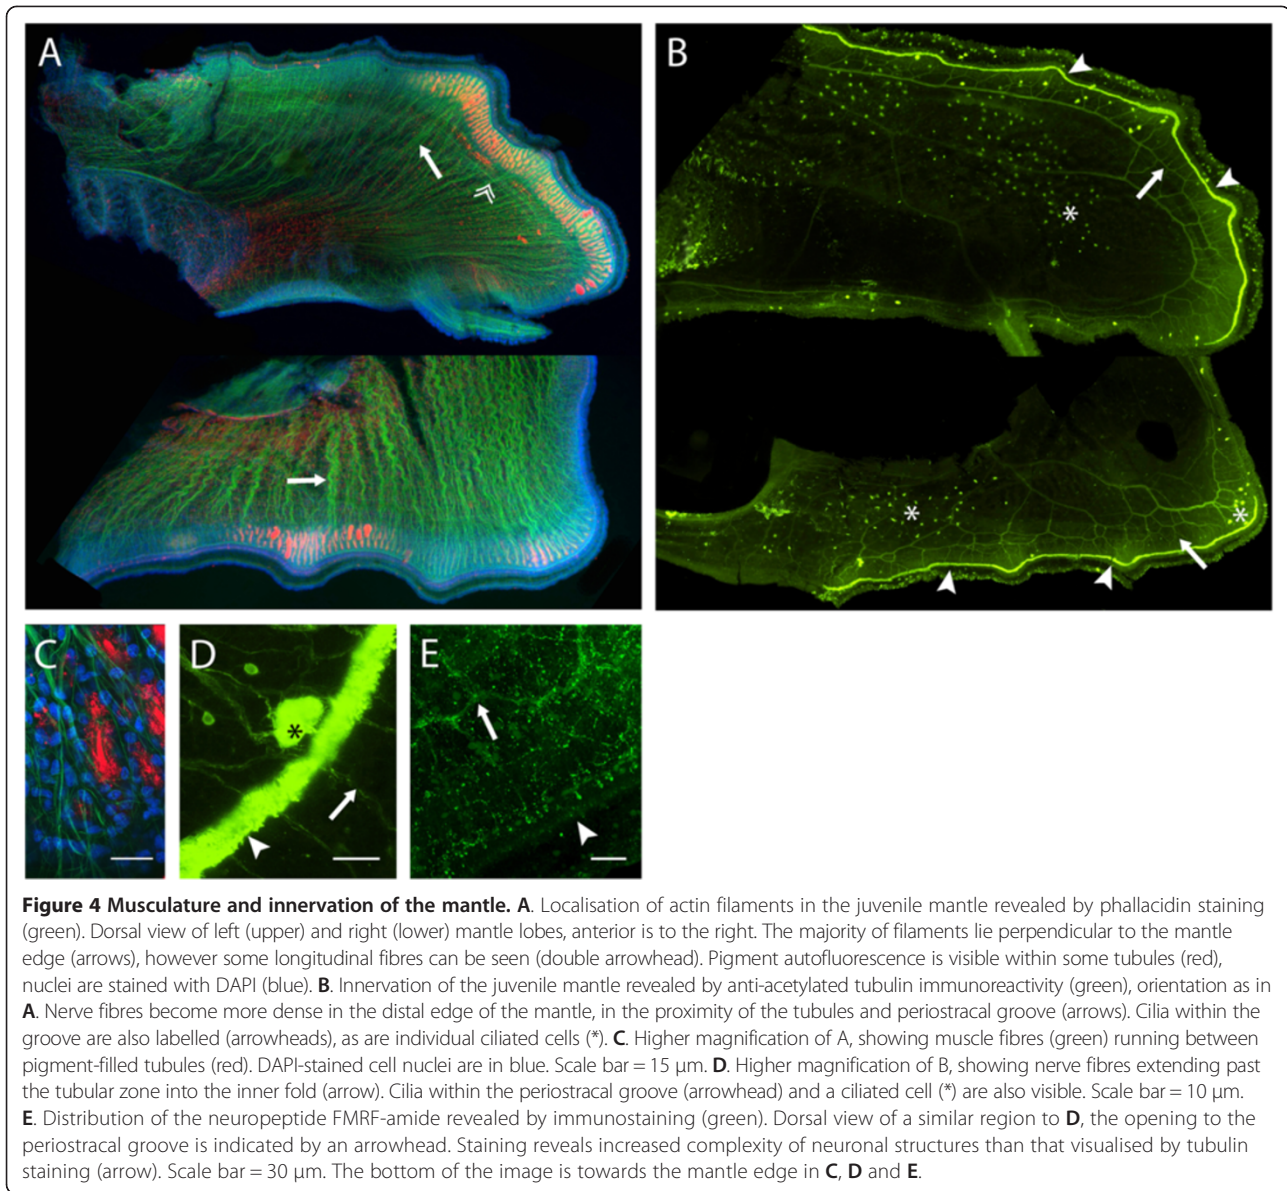 A
B
C
D
*
E
*
*
*
Figure 4 Musculature and innervation of the mantle. A. Localisation of actin filaments in the juvenile mantle revealed by phallacidin staining
(green). Dorsal view of left (upper) and right (lower) mantle lobes, anterior is to the right. The majority of filaments lie perpendicular to the mantle
edge (arrows), however some longitudinal fibres can be seen (double arrowhead). Pigment autofluorescence is visible within some tubules (red),
nuclei are stained with DAPI (blue). B. Innervation of the juvenile mantle revealed by anti-acetylated tubulin immunoreactivity (green), orientation as in
A. Nerve fibres become more dense in the distal edge of the mantle, in the proximity of the tubules and periostracal groove (arrows). Cilia within the
groove are also labelled (arrowheads), as are individual ciliated cells (*). C. Higher magnification of A, showing muscle fibres (green) running between
pigment-filled tubules (red). DAPI-stained cell nuclei are in blue. Scale bar = 15 μm. D. Higher magnification of B, showing nerve fibres extending past
the tubular zone into the inner fold (arrow). Cilia within the periostracal groove (arrowhead) and a ciliated cell (*) are also visible. Scale bar = 10 μm.
E. Distribution of the neuropeptide FMRF-amide revealed by immunostaining (green). Dorsal view of a similar region to D, the opening to the
periostracal groove is indicated by an arrowhead. Staining reveals increased complexity of neuronal structures than that visualised by tubulin
staining (arrow). Scale bar = 30 μm. The bottom of the image is towards the mantle edge in C, D and E.